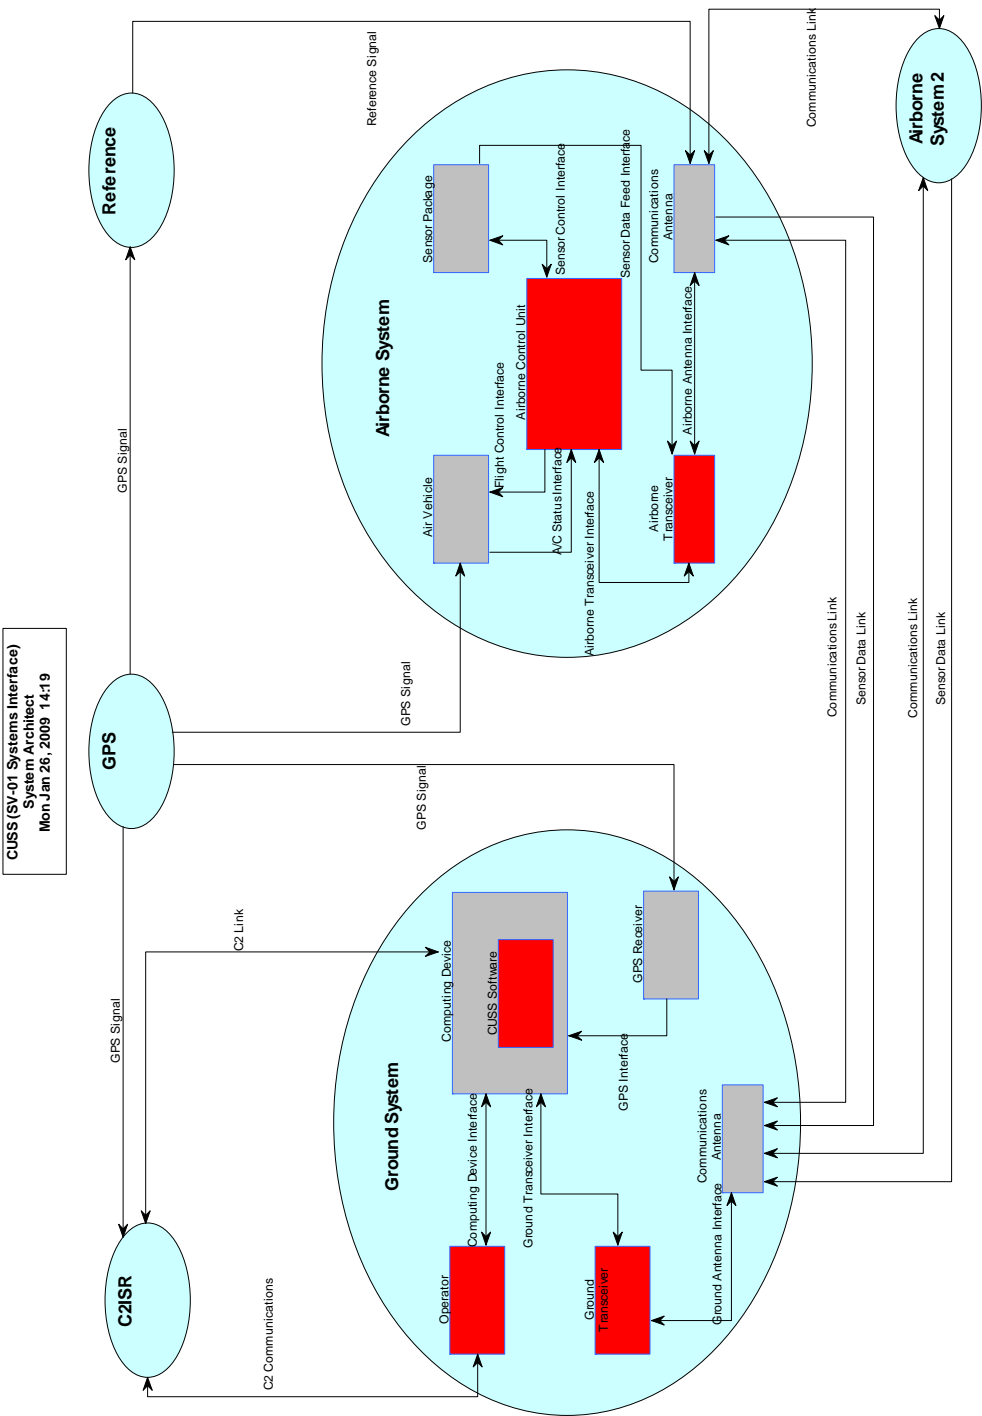 CUSS (SV-01 Systems Interface)
System Architect
Mon Jan 26, 2009 14:19
C2ISR
GPS
Reference
GPS Signal
GPS Signal
C2 Link
C2 Communications
GPS Signal
GPS Signal
Reference Signal
Ground System
Operator
Computing Device
CUSS Software
Computing Device Interface
Ground Transceiver Interface
Ground
Transceiver
GPS Interface
GPS Receiver
Communications
Antenna
Ground Antenna Interface
Airborne System
Air Vehicle
Sensor Package
Flight Control Interface
Airborne Control Unit
A/C Status Interface
Sensor Control Interface
Airborne Transceiver Interface
Sensor Data Feed Interface
Airborne
Transceiver
Airborne Antenna Interface
Communications
Antenna
Communications Link
Airborne
System 2
Communications Link
Sensor Data Link
Communications Link
Sensor Data Link